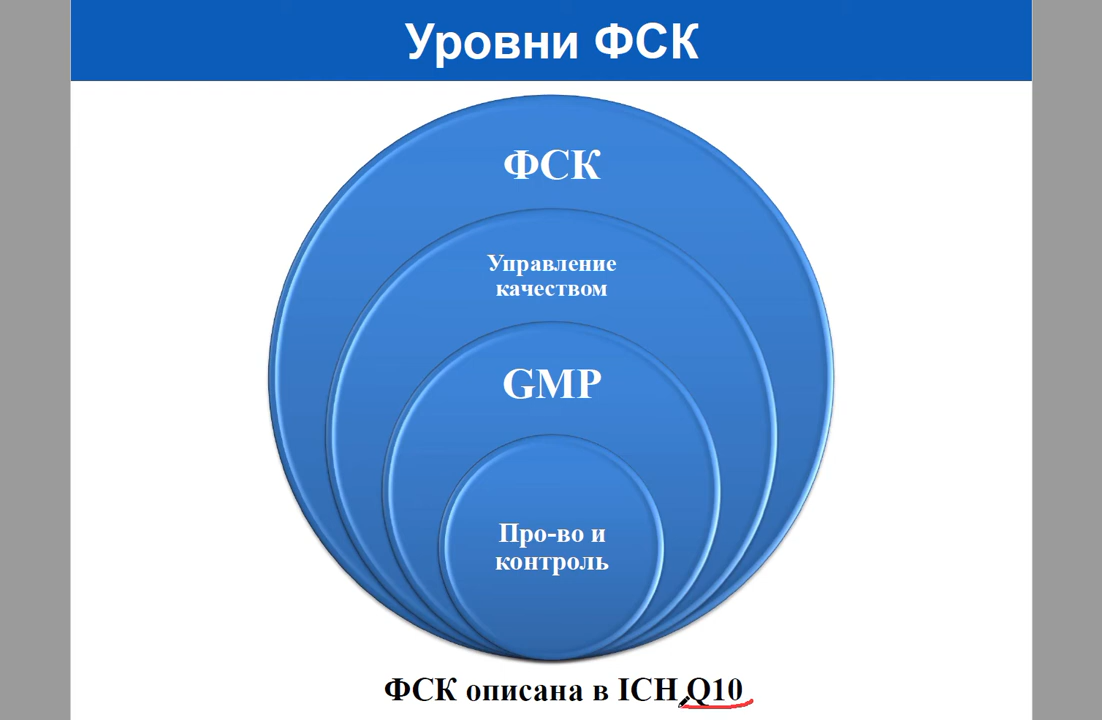 Уровни ФСК
ФСК
Управление
качеством
GMP
Про-во и
контроль
ФСК описана в ICH Q10